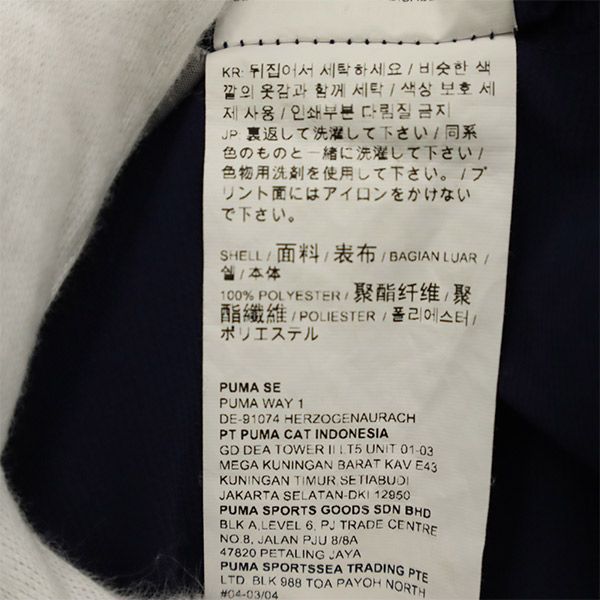 KR: 뒤집어서 세탁하세요 / 비슷한 색
깔의 옷감과 함께 세탁 / 색상 보호 세
제 사용 / 인쇄부분 다림질 금지
JP: 裏返して洗濯して下さい / 同系
色のものと一緒に洗濯して下さい /
色物用洗剤を使用して下さい。 / プ
リント面にはアイロンをかけない
で下さい。
SHELL / 面料 / 表布 / BAGIAN LUAR /
쉘 / 本体
100% POLYESTER / 聚酯纤维 / 聚
酯纖維 / POLIESTER / 폴리에스터 /
ポリエステル
PUMA SE
PUMA WAY 1
DE-91074 HERZOGENAURACH
PT PUMA CAT INDONESIA
GD DEA TOWER II LT5 UNIT 01-03
MEGA KUNINGAN BARAT KAV E43
KUNINGAN TIMUR SETIABUDI
JAKARTA SELATAN-DKI 12950
PUMA SPORTS GOODS SDN BHD
BLK A,LEVEL 6, PJ TRADE CENTRE
NO.8, JALAN PJU 8/8A
47820 PETALING JAYA
PUMA SPORTSSEA TRADING PTE
LTD. BLK 988 TOA PAYOH NORTH
#04-03/04